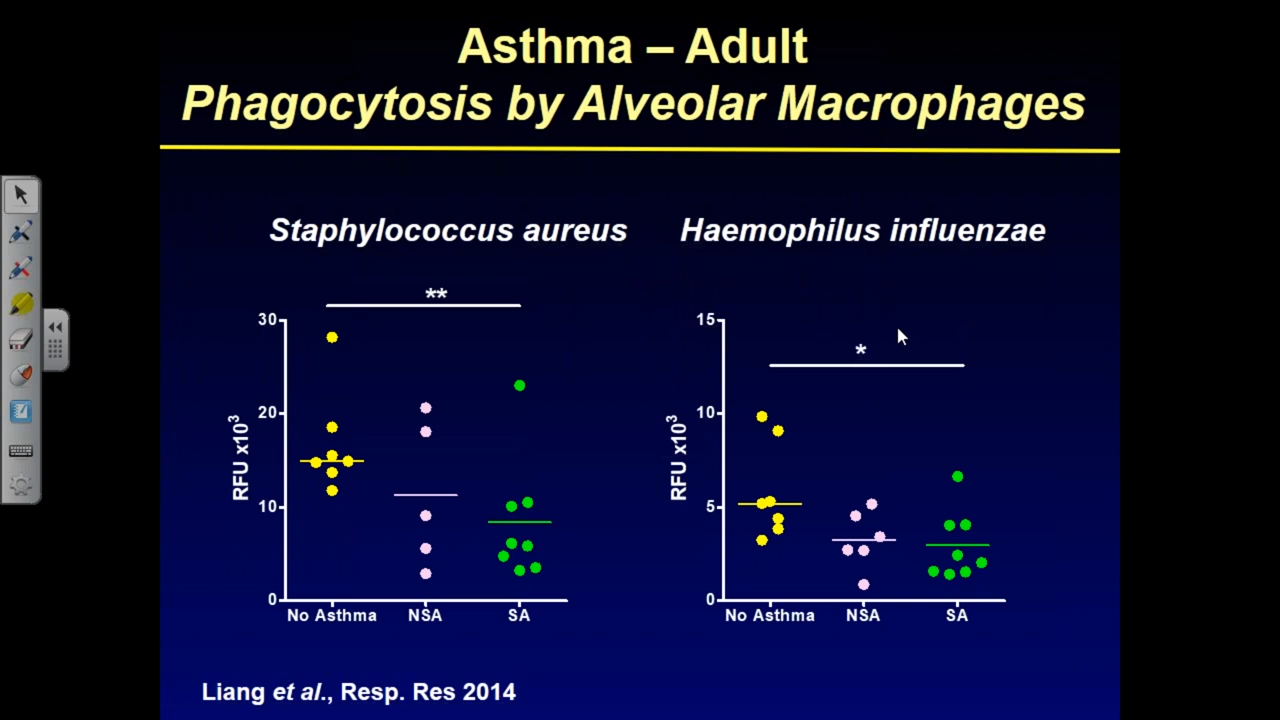 Asthma – Adult
Phagocytosis by Alveolar Macrophages
Staphylococcus aureus
Haemophilus influenzae
**
30
20
10
0
RFU x10³
No Asthma NSA SA
*
15
10
5
0
RFU x10³
No Asthma NSA SA
Liang et al., Resp. Res 2014